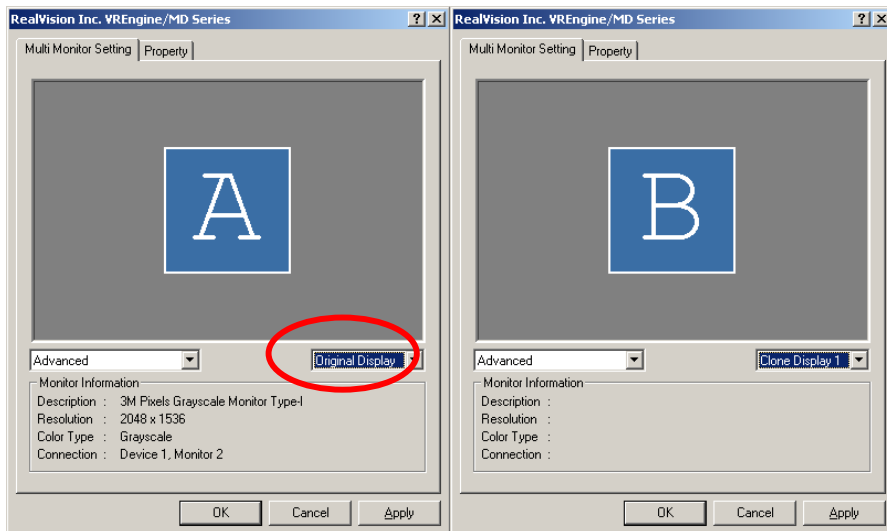 RealVision Inc. VREngine/MD Series
Multi Monitor Setting Property
A
Advanced Original Display
Monitor Information
Description : 3M Pixels Grayscale Monitor Type-I
Resolution : 2048 x 1536
Color Type : Grayscale
Connection : Device 1, Monitor 2
OK Cancel Apply
RealVision Inc. VREngine/MD Series
Multi Monitor Setting Property
B
Advanced Clone Display 1
Monitor Information
Description :
Resolution :
Color Type :
Connection :
OK Cancel Apply